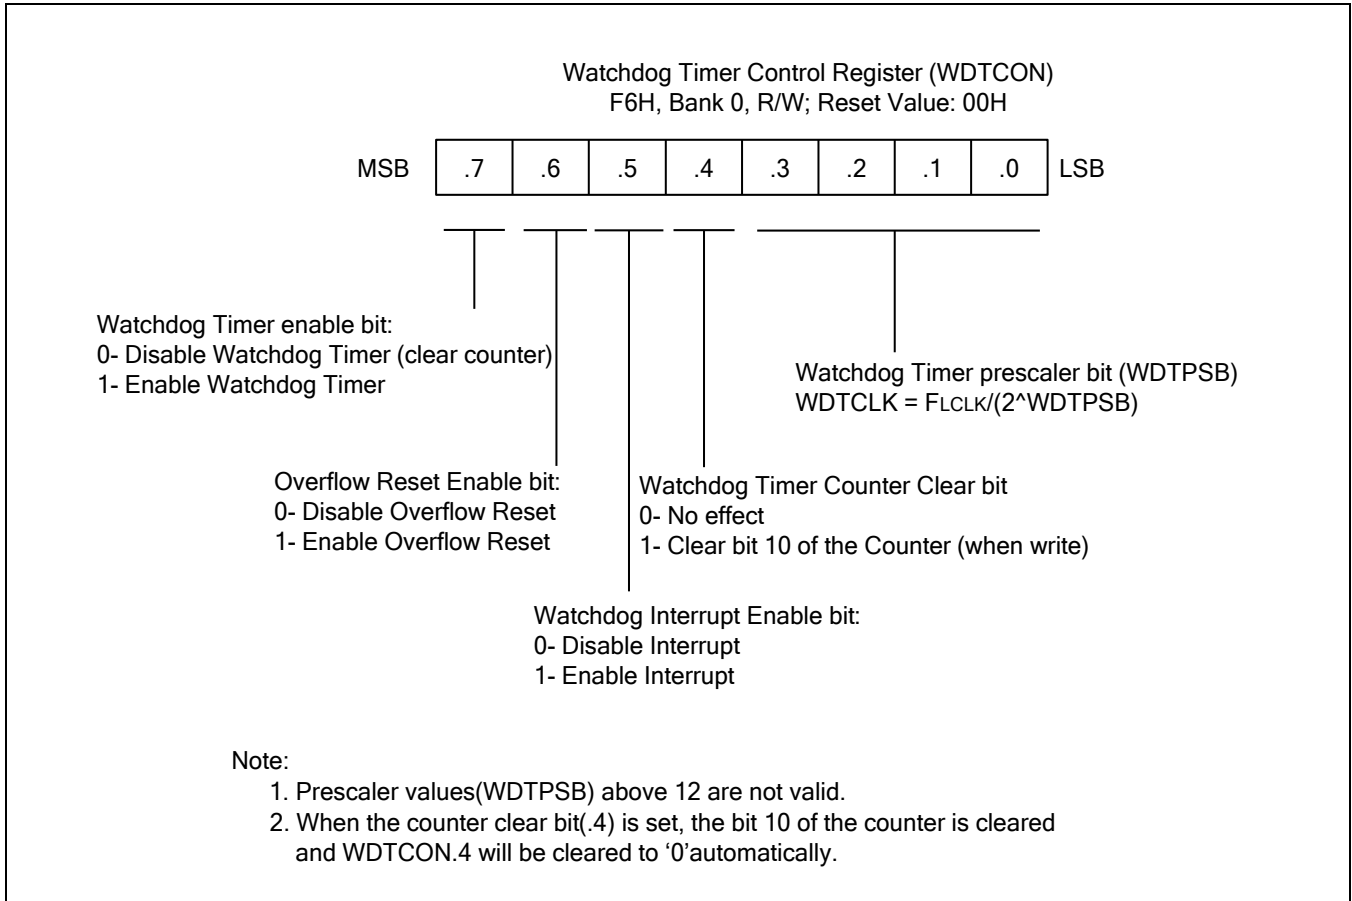 Watchdog Timer Control Register (WDTCON)
F6H, Bank 0, R/W; Reset Value: 00H
MSB .7 .6 .5 .4 .3 .2 .1 .0 LSB
Watchdog Timer enable bit:
0- Disable Watchdog Timer (clear counter)
1- Enable Watchdog Timer
Watchdog Timer prescaler bit (WDTPSB)
WDTCLK = FLCLK/(2^WDTPSB)
Overflow Reset Enable bit:
0- Disable Overflow Reset
1- Enable Overflow Reset
Watchdog Timer Counter Clear bit
0- No effect
1- Clear bit 10 of the Counter (when write)
Watchdog Interrupt Enable bit:
0- Disable Interrupt
1- Enable Interrupt
Note:
1. Prescaler values(WDTPSB) above 12 are not valid.
2. When the counter clear bit(.4) is set, the bit 10 of the counter is cleared
and WDTCON.4 will be cleared to ‘0’automatically.